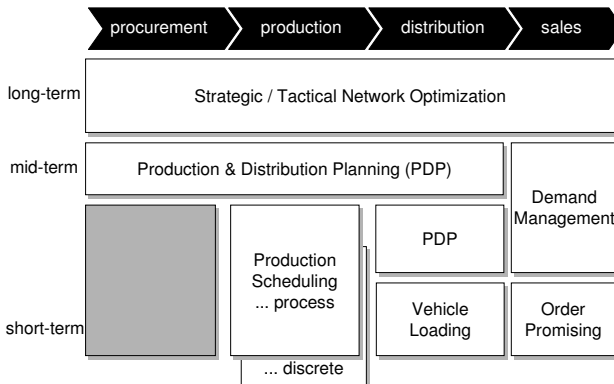 procurement production distribution sales
long-term
Strategic / Tactical Network Optimization
mid-term
Production & Distribution Planning (PDP)
Demand
Management
PDP
Production
Scheduling
... process
short-term
Vehicle
Loading
Order
Promising
... discrete